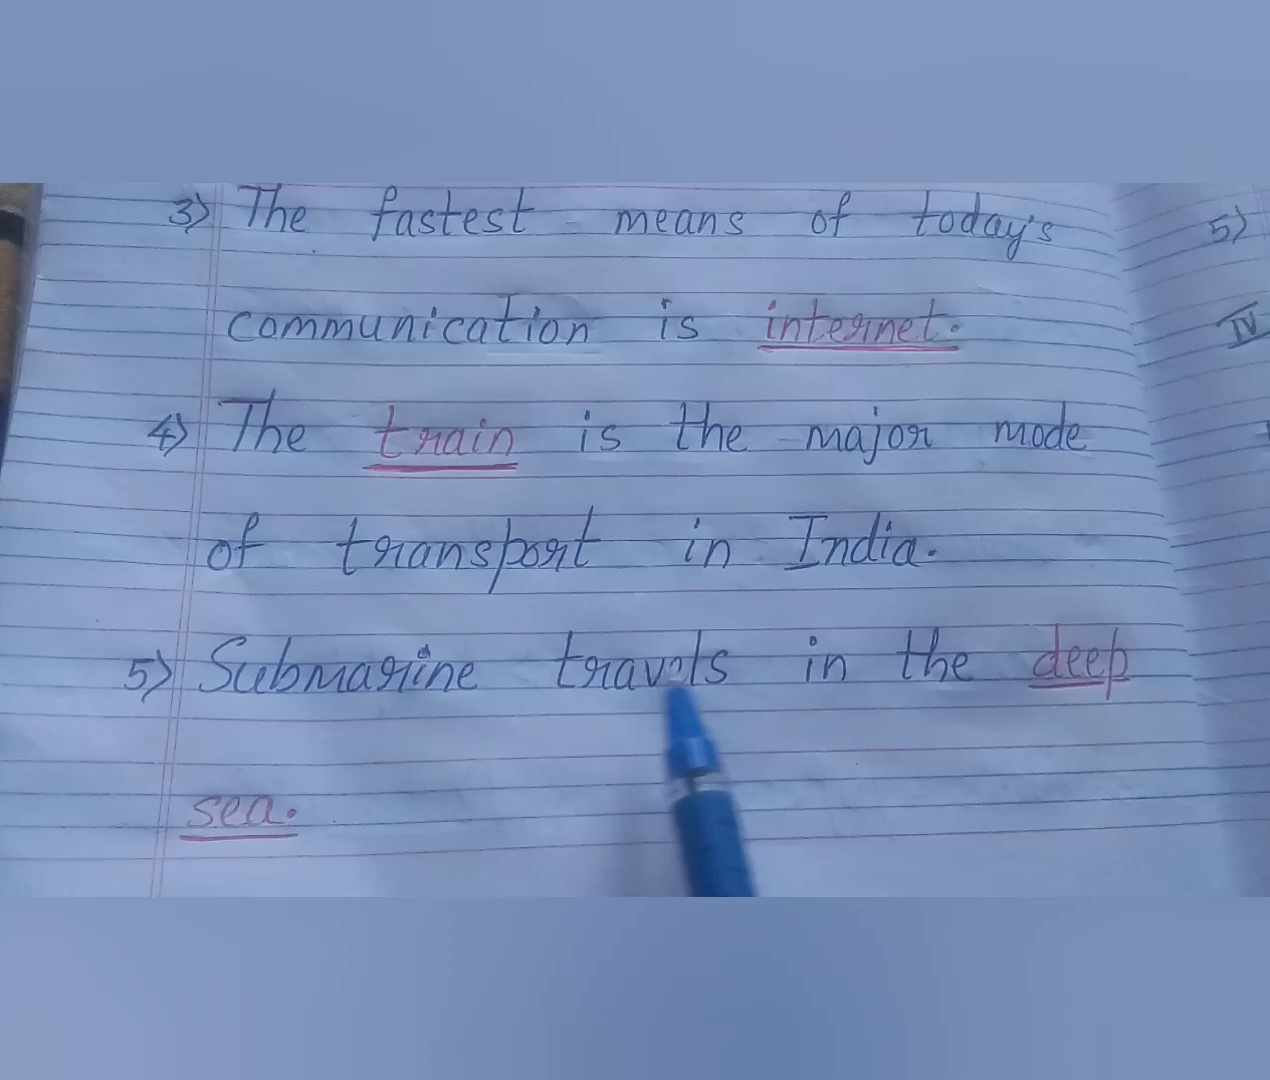 3) The fastest means of today's
communication is internet.
4) The train is the major mode
of transport in India.
5) Submarine travels in the deep
sea.
5)
IV